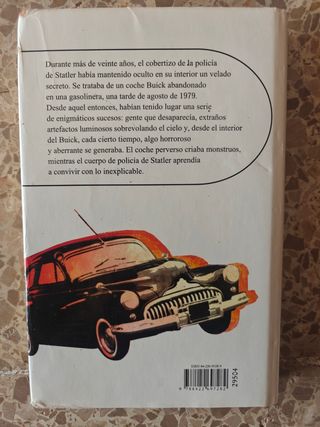 Durante más de veinte años, el cobertizo de la policía
de Statler había mantenido oculto en su interior un velado
secreto. Se trataba de un coche Buick abandonado
en una gasolinera, una tarde de agosto de 1979.
Desde aquel entonces, habían tenido lugar una serie
de enigmáticos sucesos: gente que desaparecía, extraños
artefactos luminosos sobrevolando el cielo y, desde el interior
del Buick, cada cierto tiempo, algo horroroso
y aberrante se generaba. El coche perverso criaba monstruos,
mientras el cuerpo de policía de Statler aprendía
a convivir con lo inexplicable.
29504